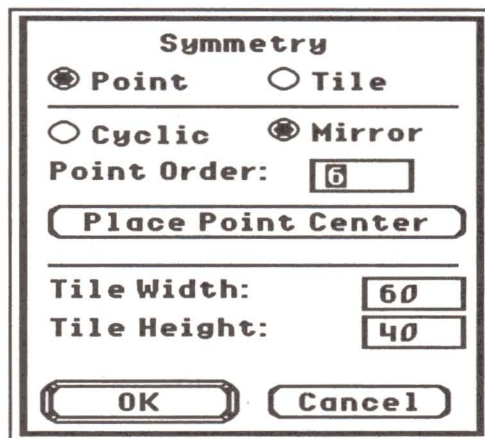 Symmetry
Point Tile
Cyclic Mirror
Point Order: 6
Place Point Center
Tile Width: 60
Tile Height: 40
OK Cancel